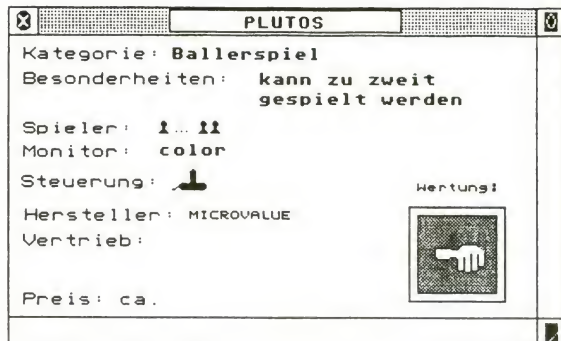 PLUTOS
Kategorie: Ballerspiel
Besonderheiten: kann zu zweit
gespielt werden
Spieler: ...
Monitor: color
Steuerung:
Wertung:
Hersteller: MICROVALUE
Vertrieb:
Preis: ca.